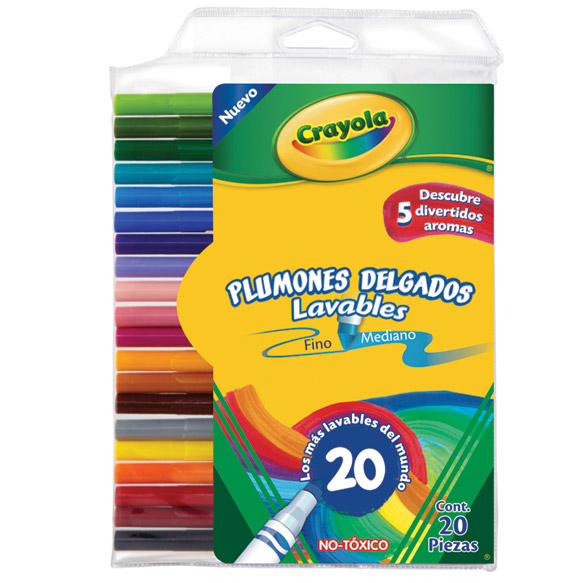 Nuevo
Crayola
Descubre
5 divertidos
aromas
PLUMONES DELGADOS
Lavables
Fino
Mediano
Los más lavables del mundo
20
Cont.
20
Piezas
NO-TÓXICO